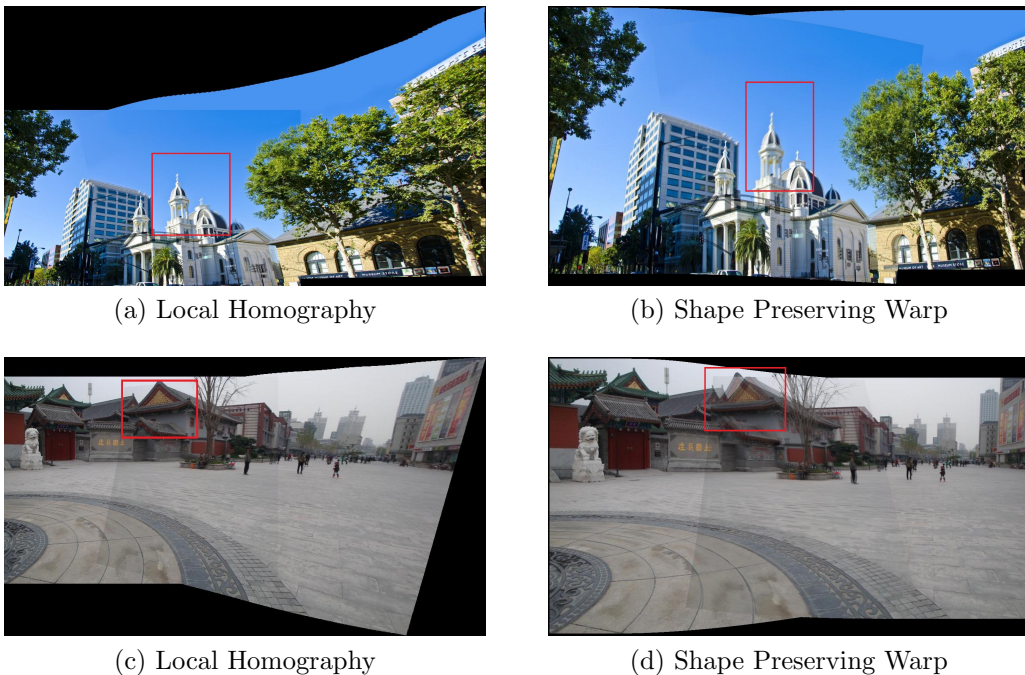 (a) Local Homography
(b) Shape Preserving Warp
(c) Local Homography
(d) Shape Preserving Warp